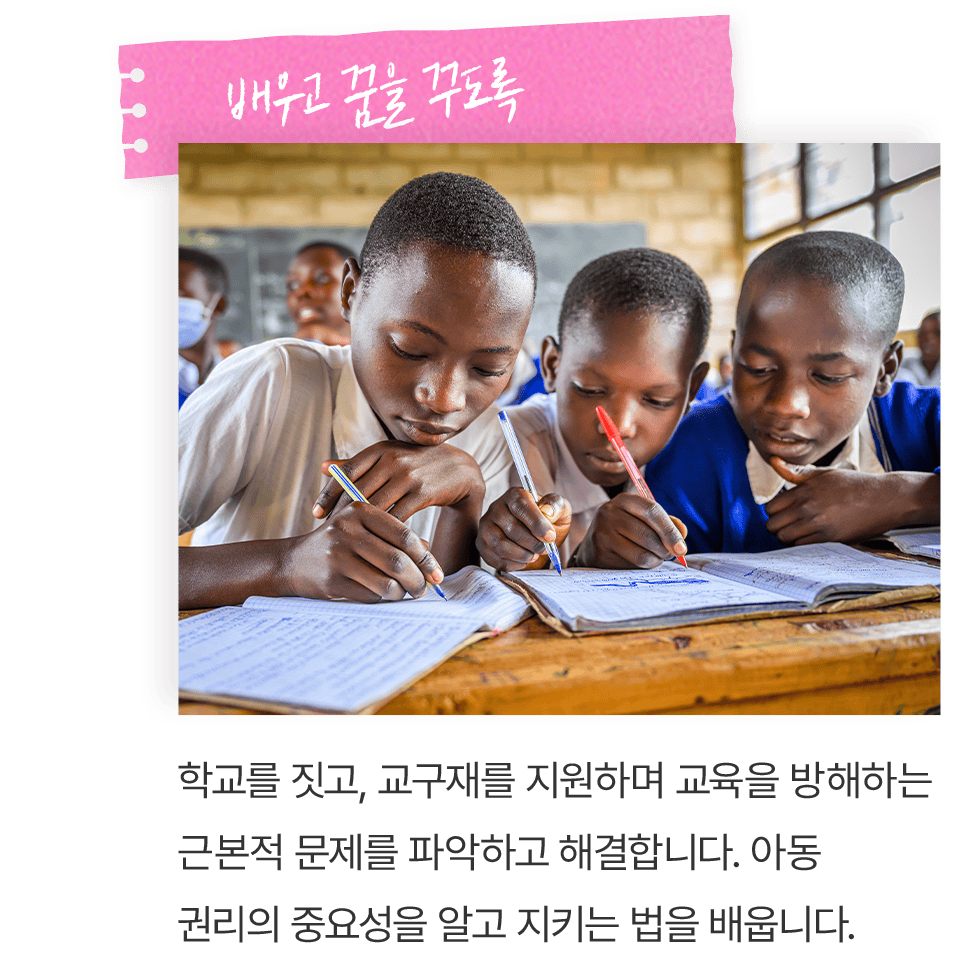 배우고 꿈을 꾸도록
학교를 짓고, 교구재를 지원하며 교육을 방해하는
근본적 문제를 파악하고 해결합니다. 아동
권리의 중요성을 알고 지키는 법을 배웁니다.